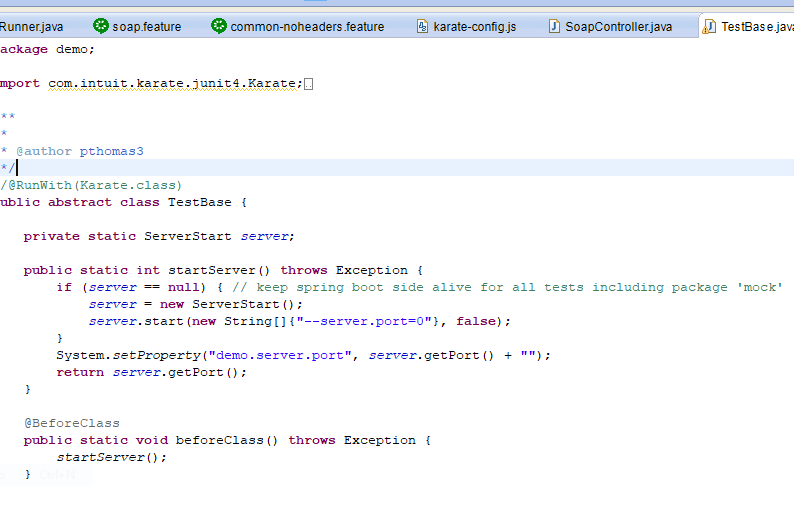 Runner.java soap.feature common-noheaders.feature karate-config.js SoapController.java TestBase.java
ackage demo;
mport com.intuit.karate.junit4.Karate;
**
*
* @author pthomas3
*/
/@RunWith(Karate.class)
ublic abstract class TestBase {
private static ServerStart server;
public static int startServer() throws Exception {
if (server == null) { // keep spring boot side alive for all tests including package 'mock'
server = new ServerStart();
server.start(new String[]{"--server.port=0"}, false);
}
System.setProperty("demo.server.port", server.getPort() + "");
return server.getPort();
}
@BeforeClass
public static void beforeClass() throws Exception {
startServer();
}